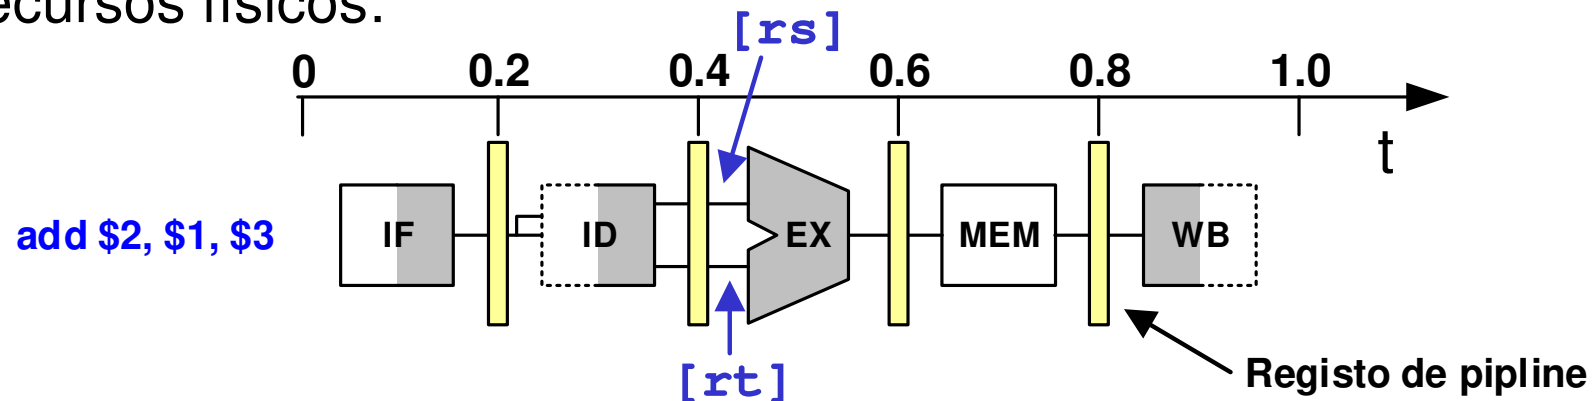 ecursos físicos.
[rs]
0 0.2 0.4 0.6 0.8 1.0
t
add $2, $1, $3 IF ID EX MEM WB
[rt]
Registo de pipline